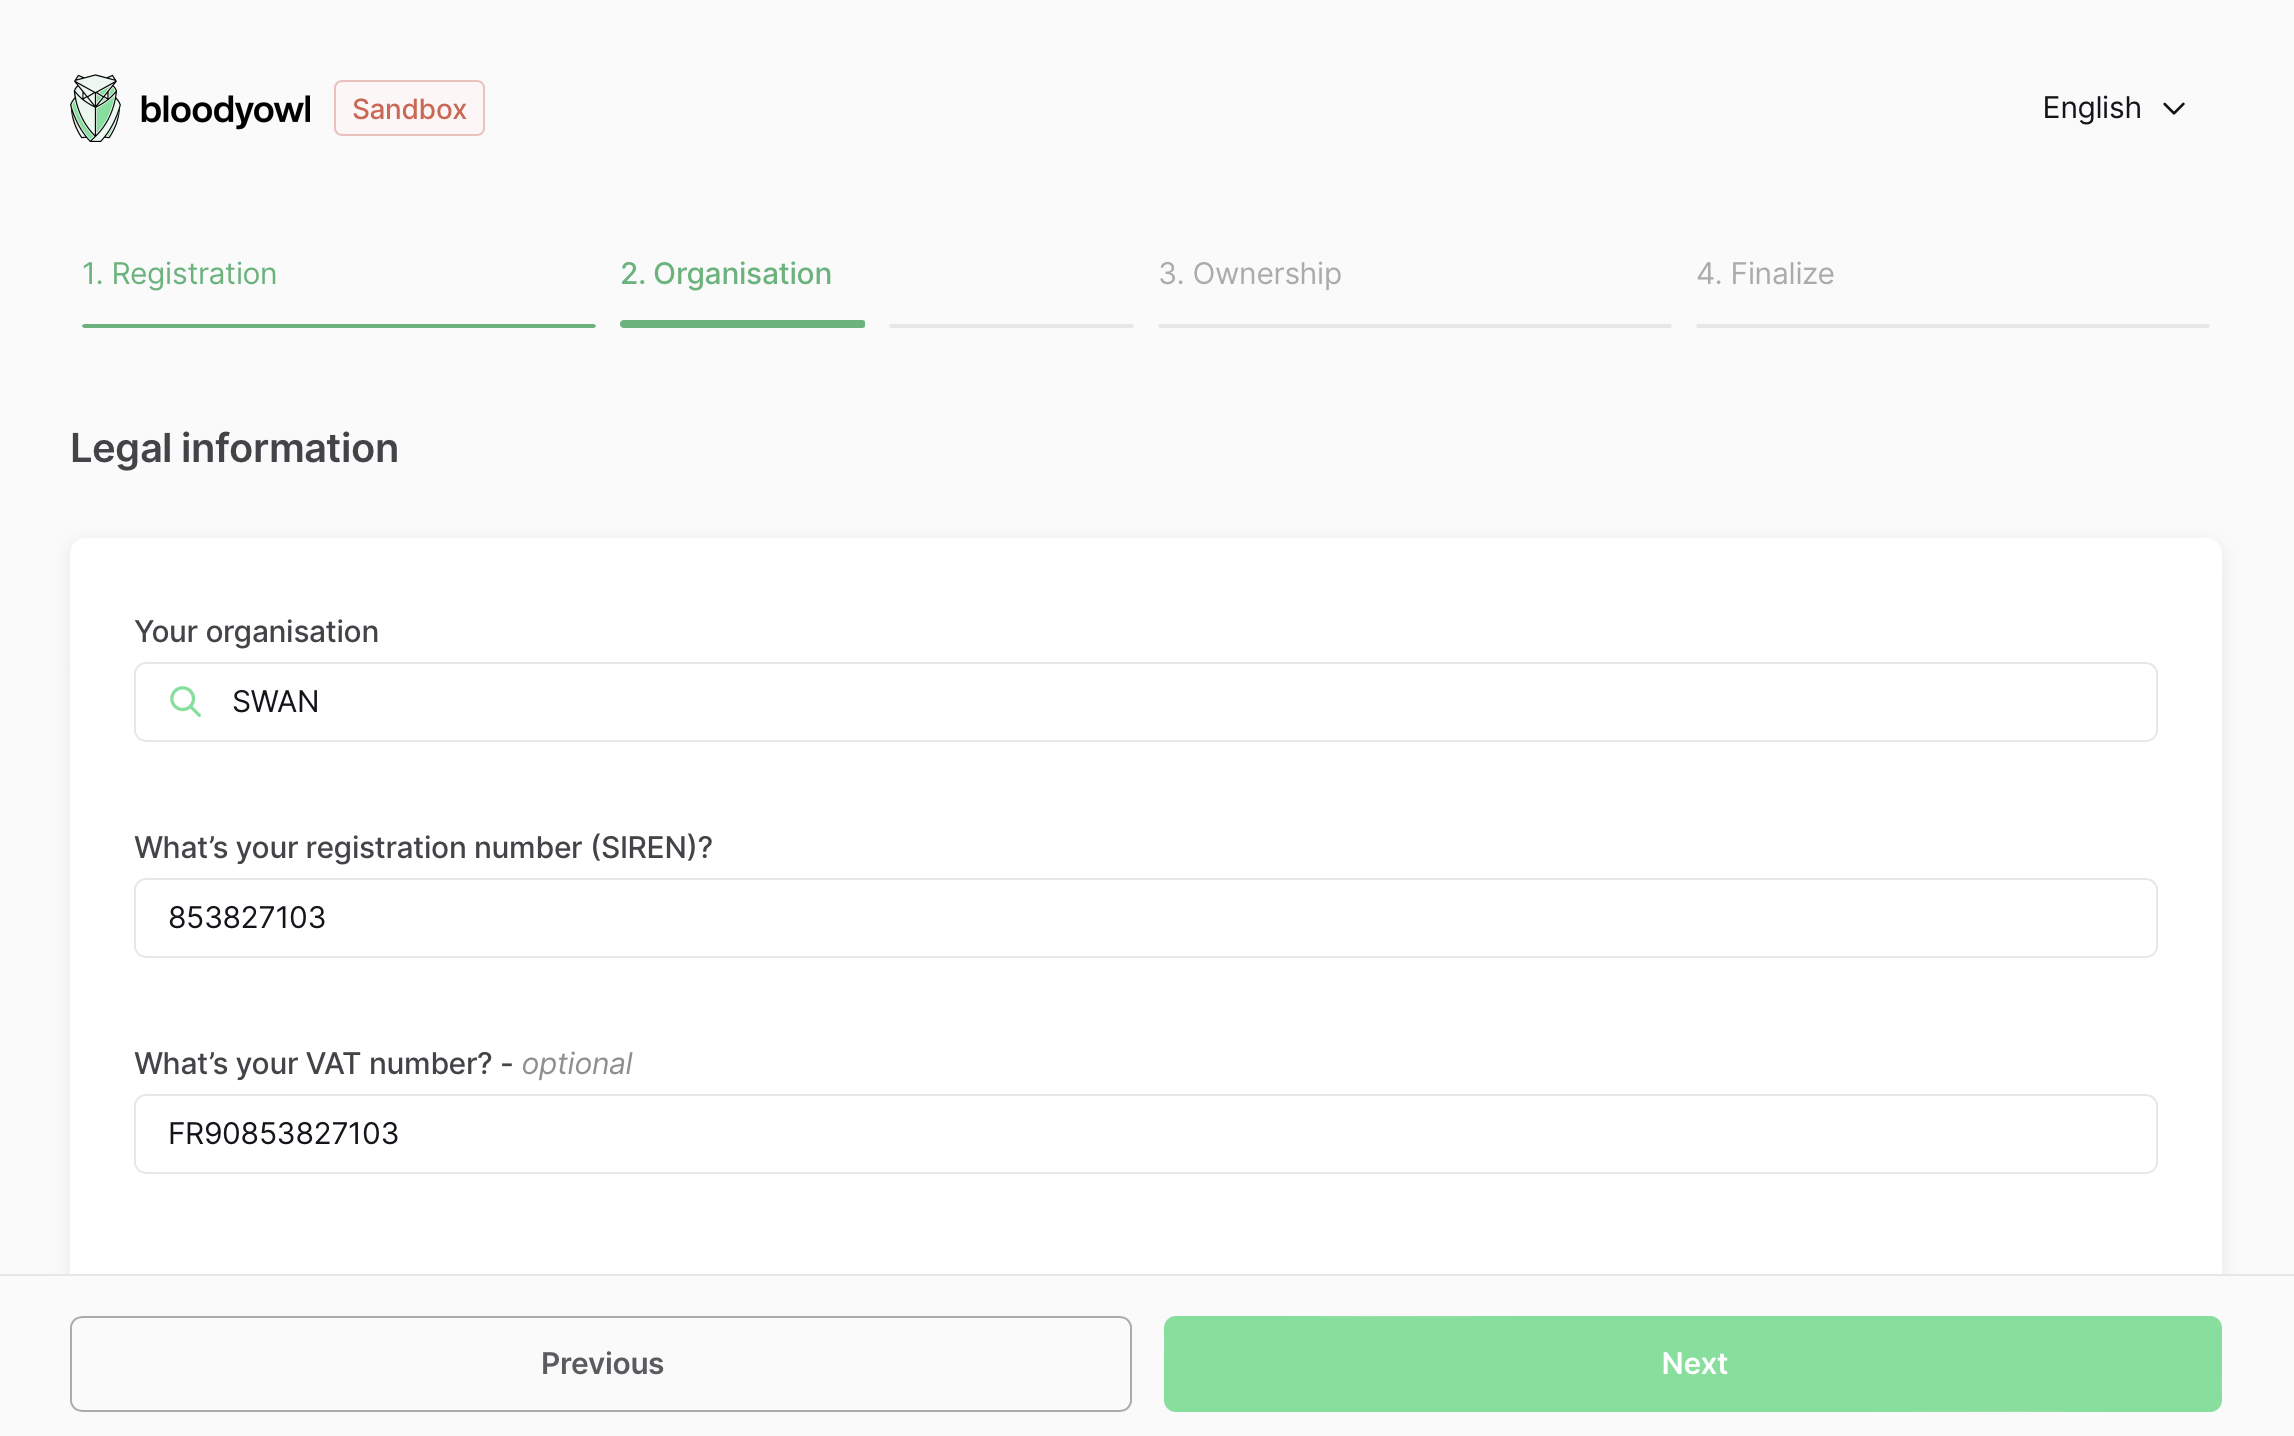 bloodyowl
Sandbox
English
1. Registration
2. Organisation
3. Ownership
4. Finalize
Legal information
Your organisation
SWAN
What’s your registration number (SIREN)?
853827103
What’s your VAT number? - optional
FR90853827103
Previous
Next